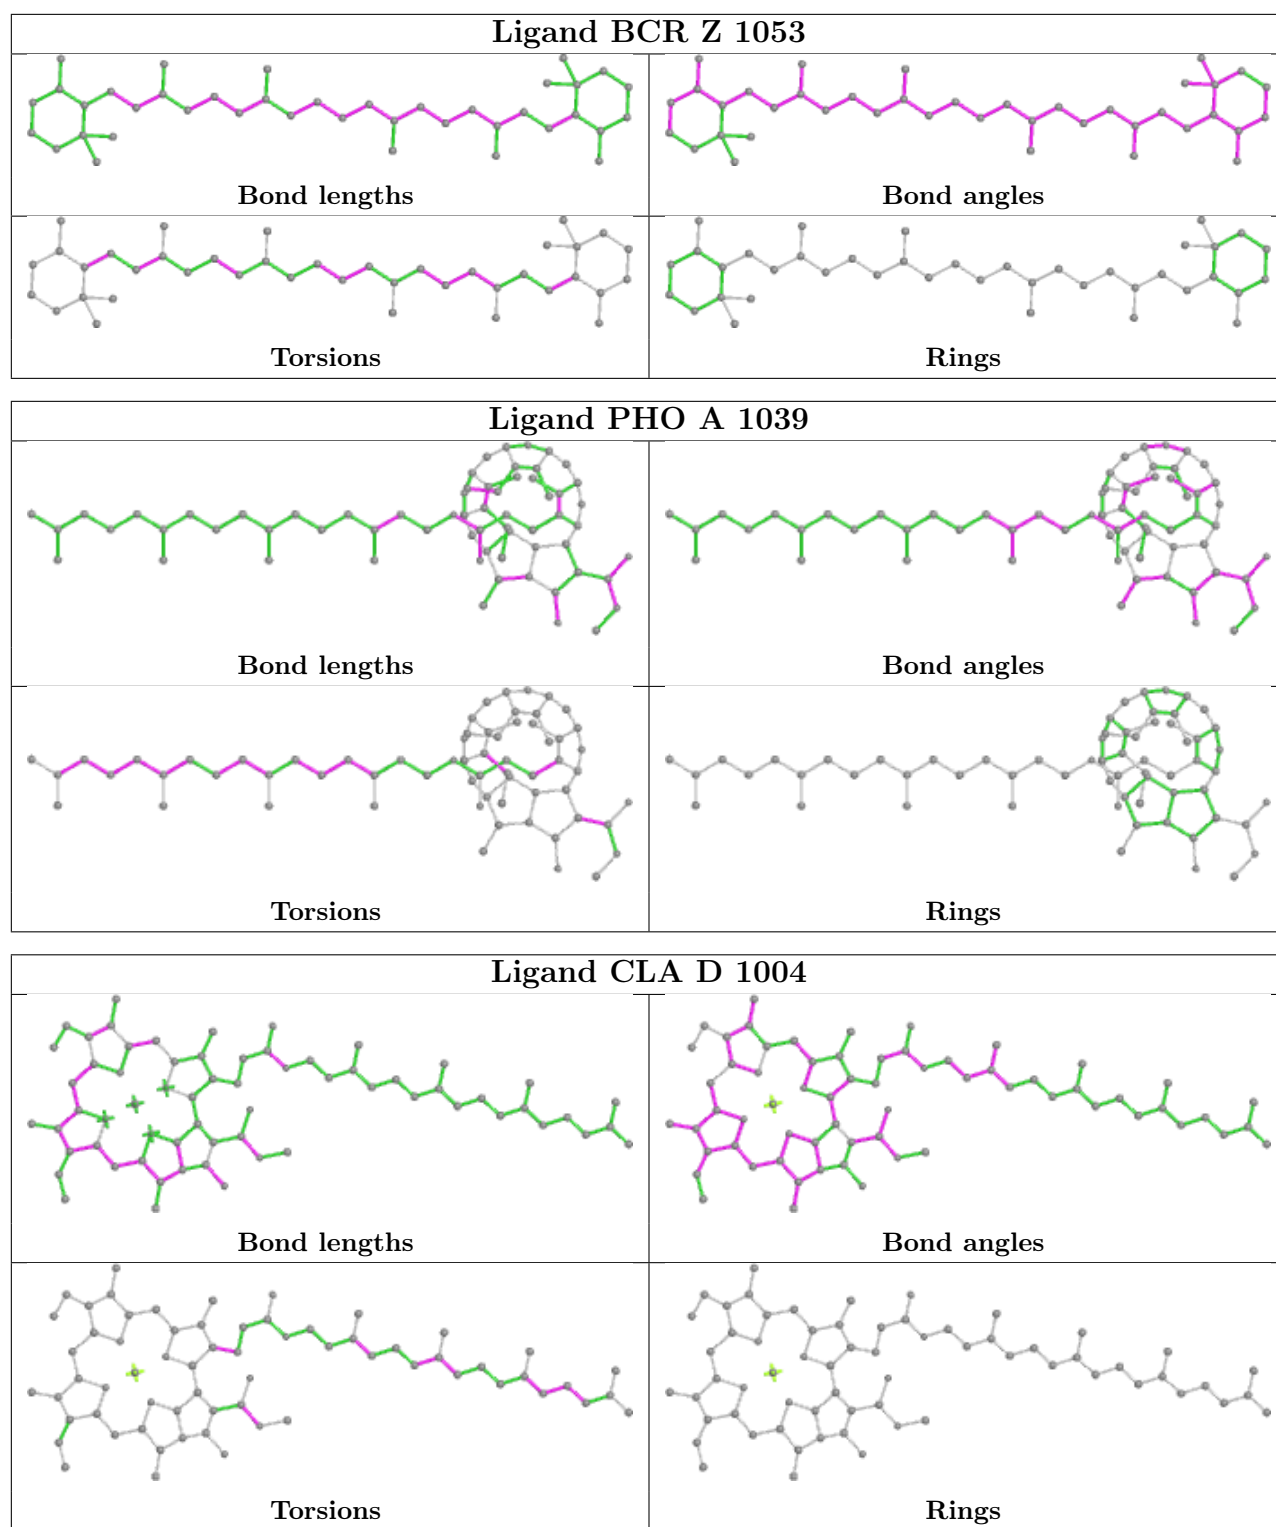 Ligand BCR Z 1053
Bond lengths
Bond angles
Torsions
Rings
Ligand PHO A 1039
Bond lengths
Bond angles
Torsions
Rings
Ligand CLA D 1004
Bond lengths
Bond angles
Torsions
Rings